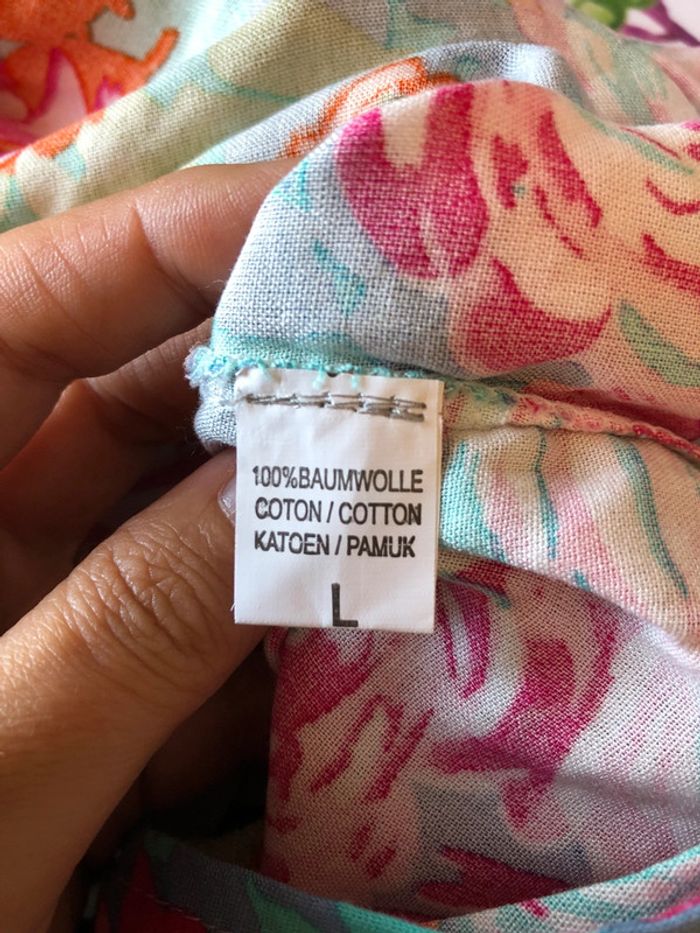 100%BAUMWOLLE
COTON / COTTON
KATOEN / PAMUK
L